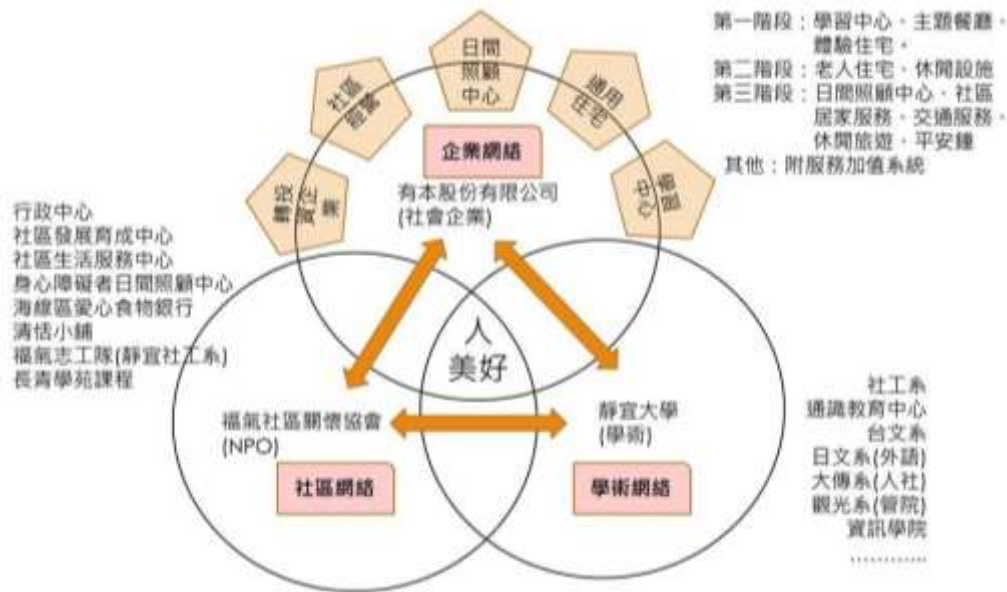 日間
照顧
中心
社區
經營
通用
住宅
轉投
資企
業
第一階段：學習中心、主題餐廳、
體驗住宅。
第二階段：老人住宅、休閒設施
第三階段：日間照顧中心、社區
居家服務、交通服務、
休閒旅遊、平安鐘
其他：附服務加值系統
企業網絡
有本股份有限公司
(社會企業)
行政中心
社區發展育成中心
社區生活服務中心
身心障礙者日間照顧中心
海線區愛心食物銀行
清恬小舖
福氣志工隊(靜宜社工系)
長青學苑課程
人
美好
福氣社區關懷協會
(NPO)
社區網絡
靜宜大學
(學術)
學術網絡
社工系
通識教育中心
台文系
日文系(外語)
大傳系(人社)
觀光系(管院)
資訊學院
............